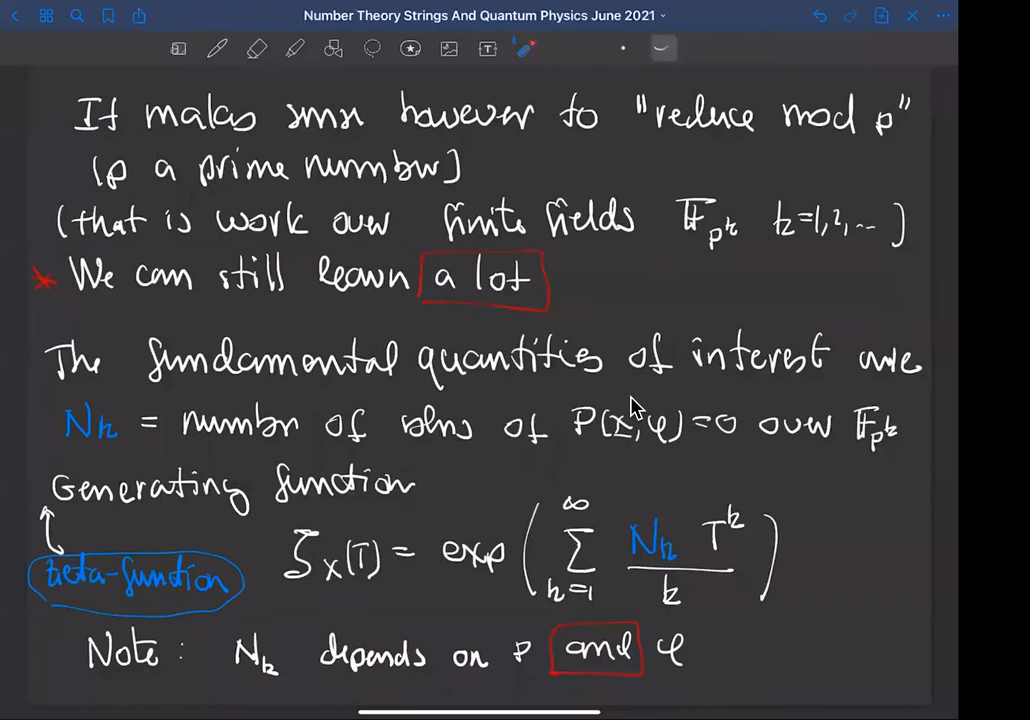 Number Theory Strings And Quantum Physics June 2021
It makes sense however to "reduce mod p"
(p a prime number)
(that is work over finite fields 𝔽_{p^k} k=1,2,...)
* We can still learn a lot
The fundamental quantities of interest are
N_k = number of solns of P(x,φ)=0 over 𝔽_{p^k}
Generating function
ζ_X(T) = exp( ∑_{k=1}^{∞} N_k T^k / k )
zeta-function
Note: N_k depends on p and φ